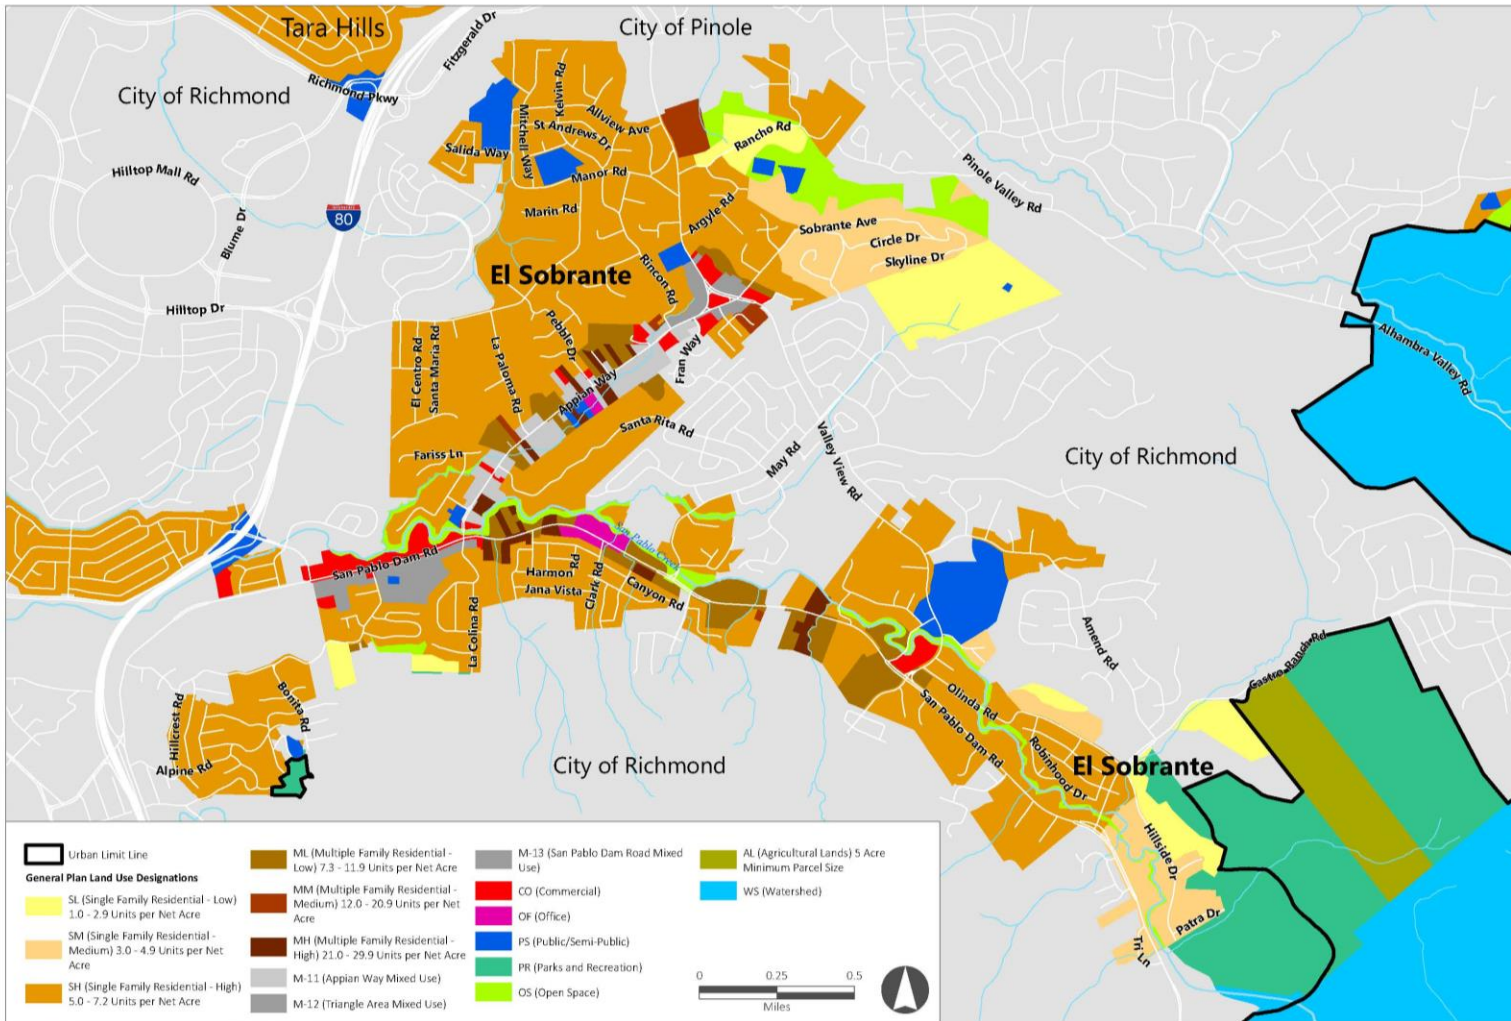 Tara Hills
Fitzgerald Dr
City of Pinole
Richmond Pkwy
City of Richmond
Kelvin Rd
Allview Ave
Mitchell Way
St Andrews Dr
Rancho Rd
Salida Way
Manor Rd
Pinole Valley Rd
Hilltop Mall Rd
Marin Rd
Argyle Rd
INTERSTATE
80
Blume Dr
Sobrante Ave
Circle Dr
Skyline Dr
El Sobrante
Rincon Rd
Hilltop Dr
Pebble Dr
Alhambra Valley Rd
El Centro Rd
Santa Maria Rd
La Paloma Rd
Fran Way
Appian Way
Santa Rita Rd
Fariss Ln
May Rd
Valley View Rd
City of Richmond
San Pablo Dam Rd
San Pablo Creek
Harmon Rd
Jana Vista
Clark Rd
Canyon Rd
La Colina Rd
Amend Rd
Castro Ranch Rd
Olinda Rd
San Pablo Dam Rd
Robinhood Dr
Hillcrest Rd
Bonita Rd
Alpine Rd
City of Richmond
El Sobrante
Hillside Dr
Patra Dr
Tri Ln
Urban Limit Line
General Plan Land Use Designations
SL (Single Family Residential - Low)
1.0 - 2.9 Units per Net Acre
SM (Single Family Residential -
Medium) 3.0 - 4.9 Units per Net
Acre
SH (Single Family Residential - High)
5.0 - 7.2 Units per Net Acre
ML (Multiple Family Residential -
Low) 7.3 - 11.9 Units per Net Acre
MM (Multiple Family Residential -
Medium) 12.0 - 20.9 Units per Net
Acre
MH (Multiple Family Residential -
High) 21.0 - 29.9 Units per Net Acre
M-11 (Appian Way Mixed Use)
M-12 (Triangle Area Mixed Use)
M-13 (San Pablo Dam Road Mixed
Use)
CO (Commercial)
OF (Office)
PS (Public/Semi-Public)
PR (Parks and Recreation)
OS (Open Space)
AL (Agricultural Lands) 5 Acre
Minimum Parcel Size
WS (Watershed)
0 0.25 0.5
Miles